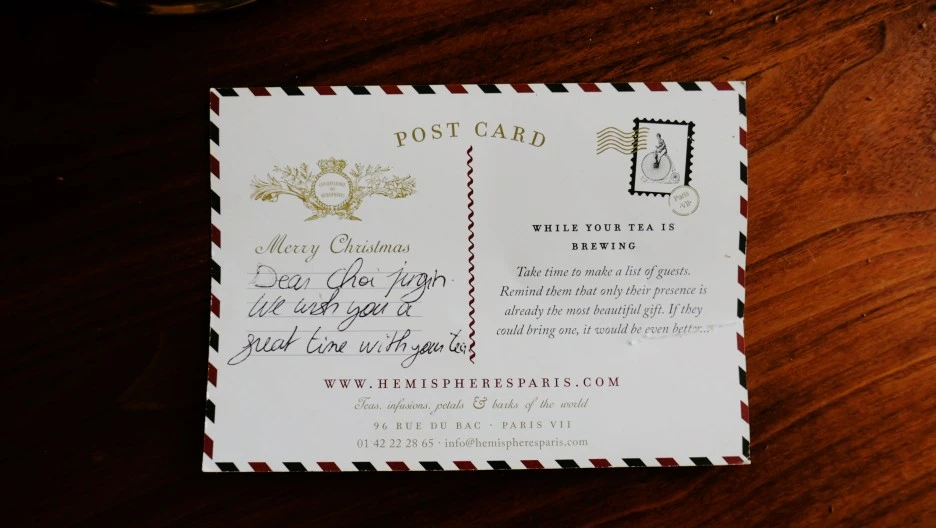 POST CARD
Merry Christmas
Dear Choi jingin.
We wish you a
great time with your tea
Paris
VII
WHILE YOUR TEA IS
BREWING
Take time to make a list of guests.
Remind them that only their presence is
already the most beautiful gift. If they
could bring one, it would be even better...
WWW.HEMISPHERESPARIS.COM
Teas, infusions, petals & barks of the world
96 RUE DU BAC · PARIS VII
01 42 22 28 65 · info@hemispheresparis.com